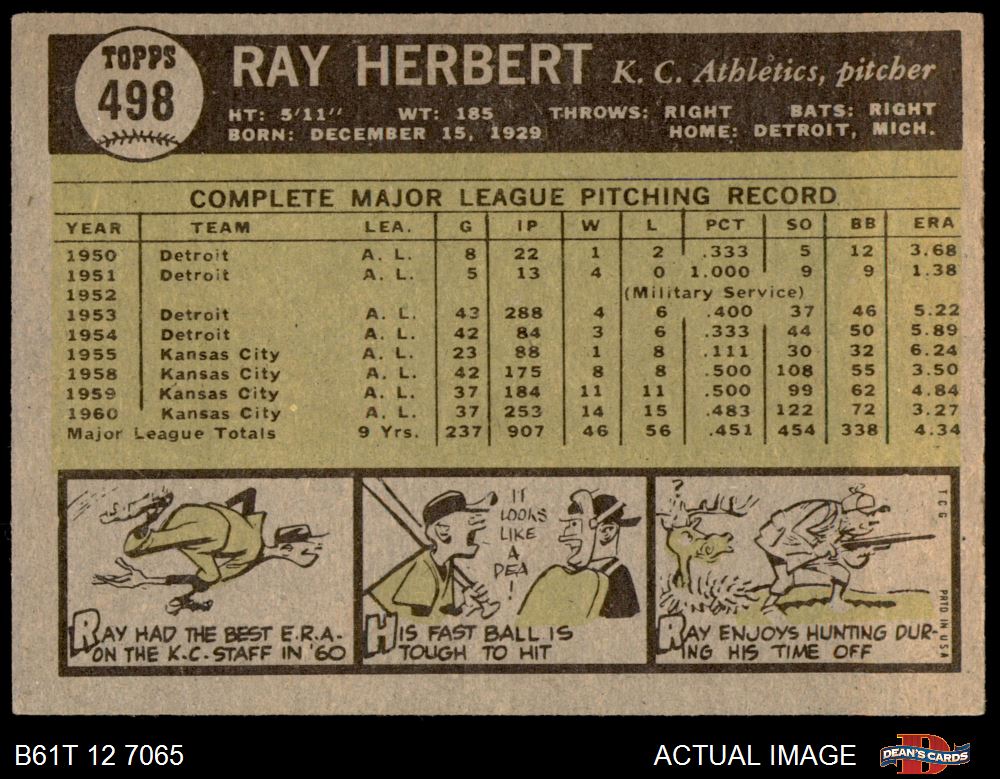 TOPPS
498
RAY HERBERT K. C. Athletics, pitcher
HT: 5'11" WT: 185 THROWS: RIGHT BATS: RIGHT
BORN: DECEMBER 15, 1929 HOME: DETROIT, MICH.
COMPLETE MAJOR LEAGUE PITCHING RECORD
YEAR TEAM LEA. G IP W L PCT SO BB ERA
1950 Detroit A. L. 8 22 1 2 .333 5 12 3.68
1951 Detroit A. L. 5 13 4 0 1.000 9 9 1.38
1952 (Military Service)
1953 Detroit A. L. 43 288 4 6 .400 37 46 5.22
1954 Detroit A. L. 42 84 3 6 .333 44 50 5.89
1955 Kansas City A. L. 23 88 1 8 .111 30 32 6.24
1958 Kansas City A. L. 42 175 8 8 .500 108 55 3.50
1959 Kansas City A. L. 37 184 11 11 .500 99 62 4.84
1960 Kansas City A. L. 37 253 14 15 .483 122 72 3.27
Major League Totals 9 Yrs. 237 907 46 56 .451 454 338 4.34
RAY HAD THE BEST E.R.A.
ON THE K.C. STAFF IN '60
IT
LOOKS
LIKE
A
PEA
!
HIS FAST BALL IS
TOUGH TO HIT
?
RAY ENJOYS HUNTING DUR-
ING HIS TIME OFF
T.C.G.
PRTD IN USA
B61T 12 7065 ACTUAL IMAGE
D
DEAN'S CARDS